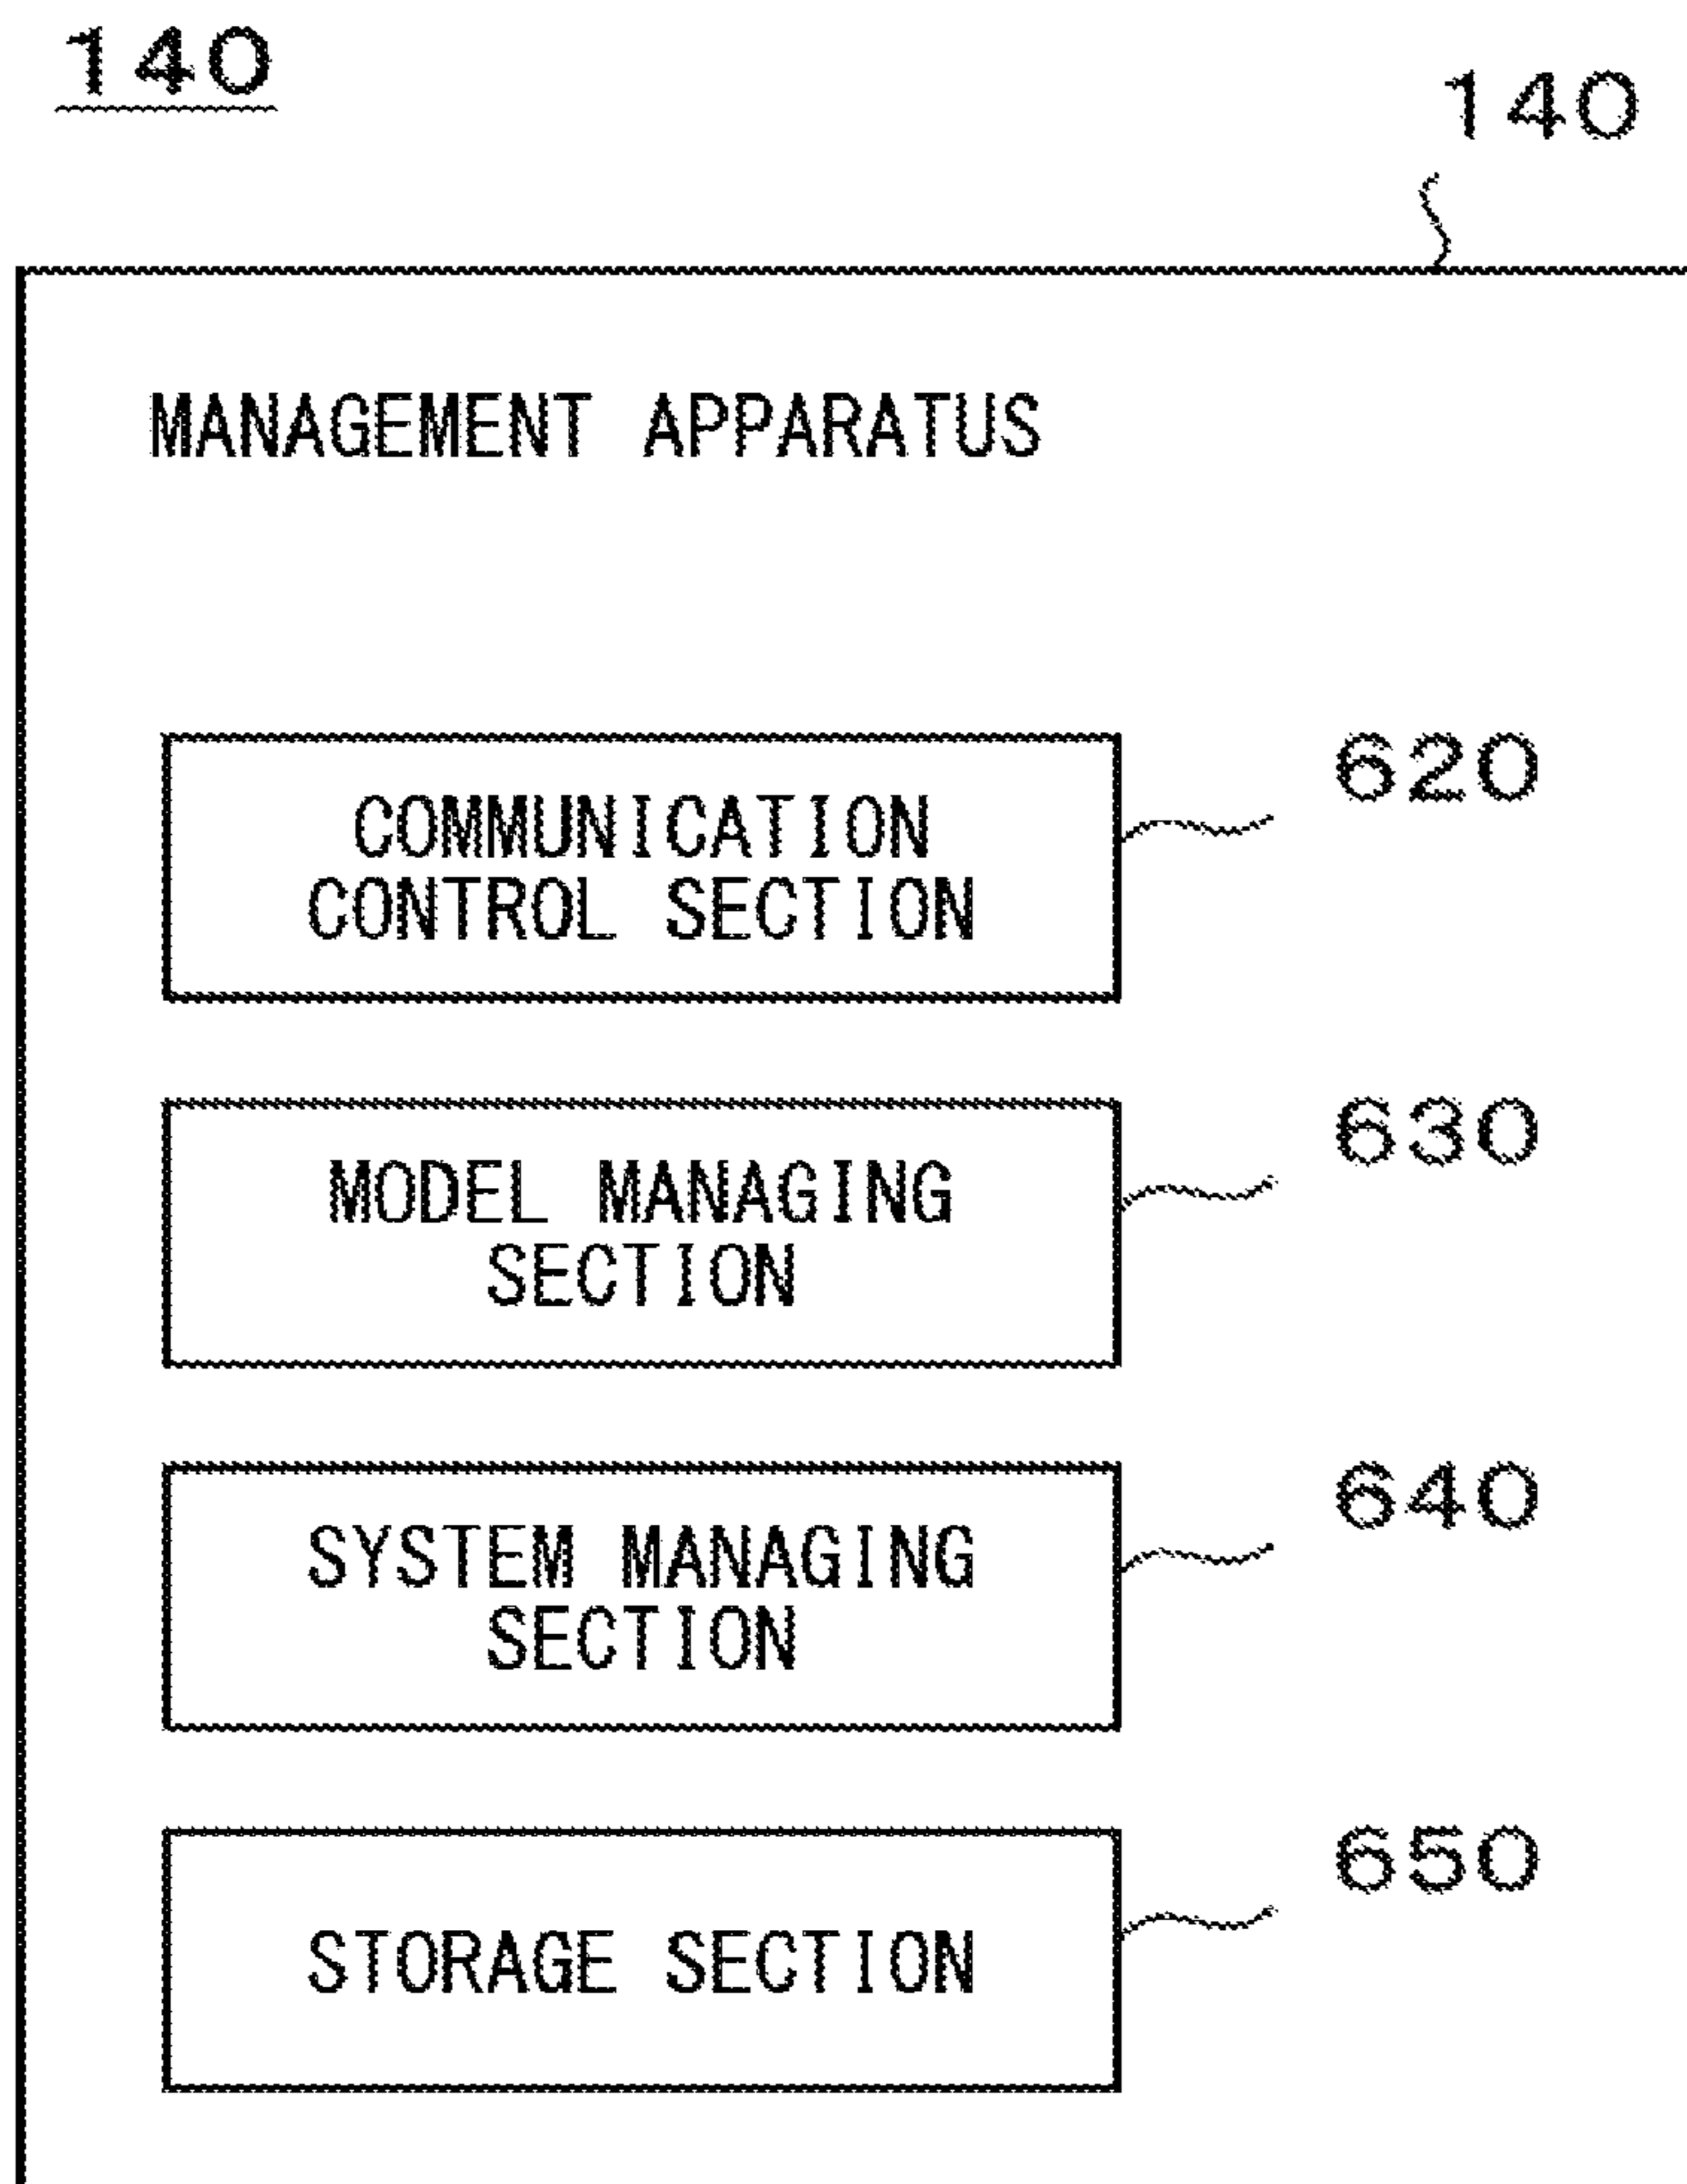 140
140
MANAGEMENT APPARATUS
COMMUNICATION
CONTROL SECTION
620
MODEL MANAGING
SECTION
630
SYSTEM MANAGING
SECTION
640
STORAGE SECTION
650